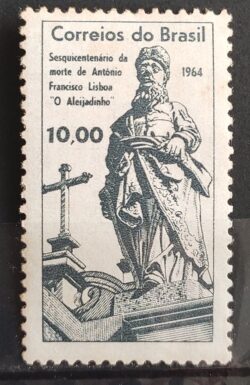 Correios do Brasil
Sesquicentenário da
morte de Antônio 1964
Francisco Lisboa
"O Aleijadinho"
10,00